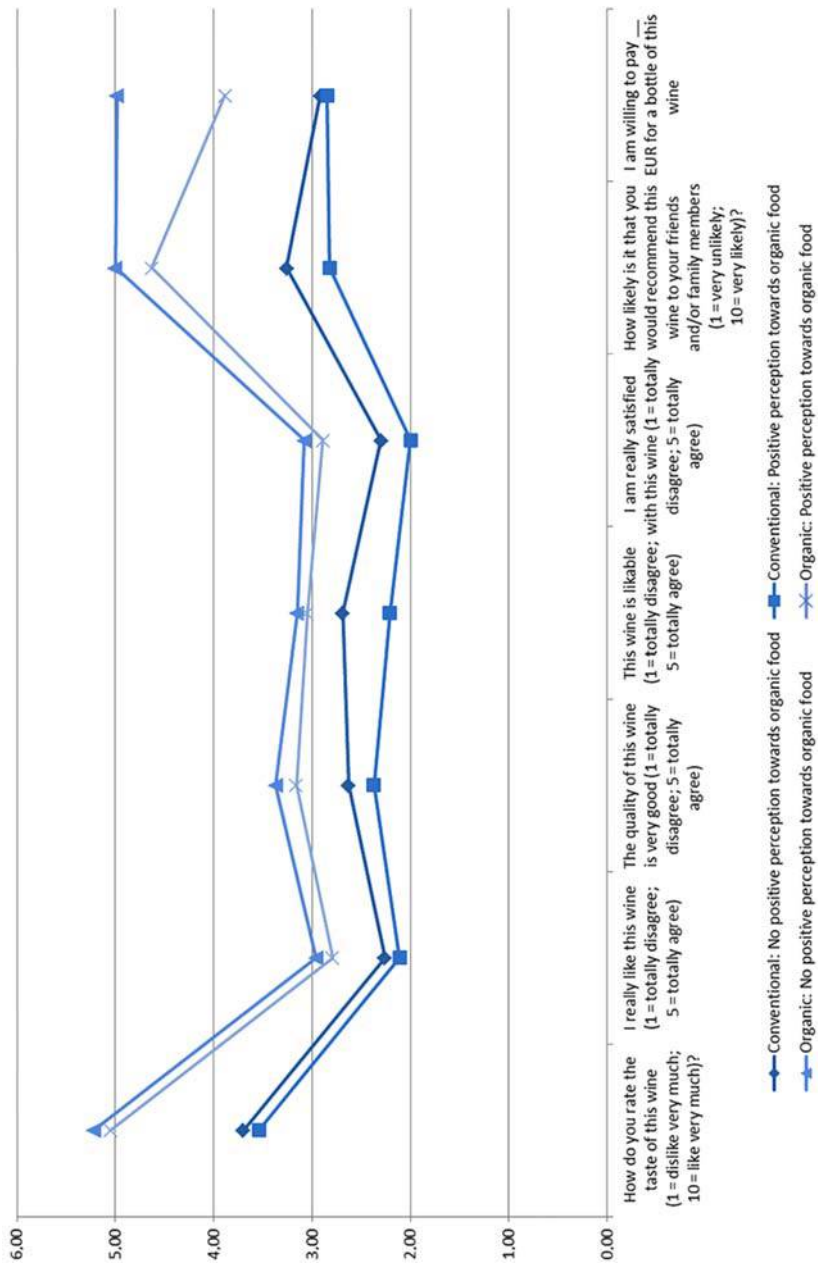 6.00
5.00
4.00
3.00
2.00
1.00
0.00
How do you rate the
taste of this wine
(1 = dislike very much;
10 = like very much)?
I really like this wine
(1 = totally disagree;
5 = totally agree)
The quality of this wine
is very good (1 = totally
disagree; 5 = totally
agree)
This wine is likable
(1 = totally disagree;
5 = totally agree)
I am really satisfied
with this wine (1 = totally
disagree; 5 = totally
agree)
How likely is it that you
would recommend this
wine to your friends
and/or family members
(1 = very unlikely;
10 = very likely)?
I am willing to pay __
EUR for a bottle of this
wine
Conventional: No positive perception towards organic food
Conventional: Positive perception towards organic food
Organic: No positive perception towards organic food
Organic: Positive perception towards organic food